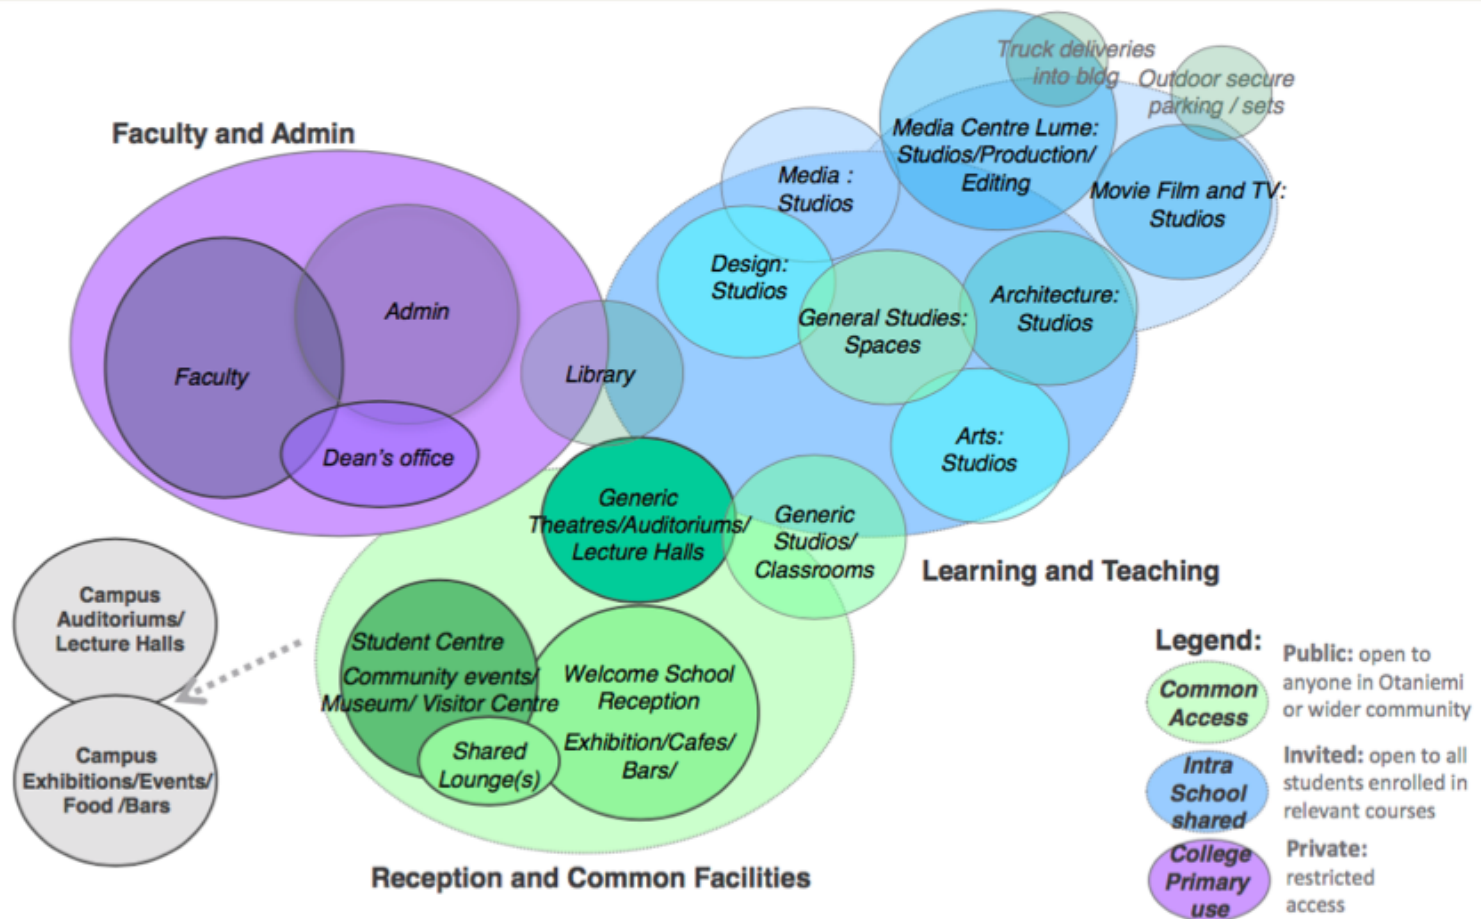 Truck deliveries
into bldg
Outdoor secure
parking / sets
Faculty and Admin
Media Centre Lume:
Studios/Production/
Editing
Media :
Studios
Movie Film and TV:
Studios
Design:
Studios
Architecture:
Studios
Admin
General Studies:
Spaces
Faculty
Library
Dean's office
Arts:
Studios
Generic
Theatres/Auditoriums/
Lecture Halls
Generic
Studios/
Classrooms
Learning and Teaching
Campus
Auditoriums/
Lecture Halls
Student Centre
Community events/
Museum/ Visitor Centre
Welcome School
Reception
Exhibition/Cafes/
Bars/
Shared
Lounge(s)
Campus
Exhibitions/Events/
Food /Bars
Reception and Common Facilities
Legend:
Common
Access
Public: open to
anyone in Otaniemi
or wider community
Intra
School
shared
Invited: open to all
students enrolled in
relevant courses
College
Primary
use
Private:
restricted
access